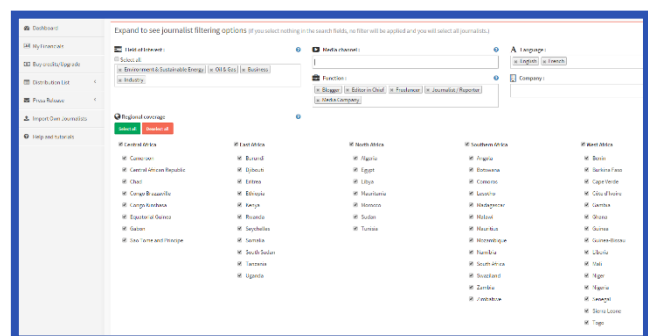 Dashboard
My Financials
Buy credits/Upgrade
Distribution List
Press Release
Import Own Journalists
Help and tutorials
Expand to see journalist filtering options (If you select nothing in the search fields, no filter will be applied and you will select all journalists.)
Field of interest :
Select all
× Environment & Sustainable Energy × Oil & Gas × Business
× Industry
Media channel :
Function :
× Blogger × Editor in Chief × Freelancer × Journalist / Reporter
× Media Company
Language :
× English × French
Company :
Regional coverage
Select all Deselect all
Central Africa
Cameroon
Central African Republic
Chad
Congo Brazzaville
Congo Kinshasa
Equatorial Guinea
Gabon
Sao Tome and Principe
East Africa
Burundi
Djibouti
Eritrea
Ethiopia
Kenya
Rwanda
Seychelles
Somalia
South Sudan
Tanzania
Uganda
North Africa
Algeria
Egypt
Libya
Mauritania
Morocco
Sudan
Tunisia
Southern Africa
Angola
Botswana
Comoros
Lesotho
Madagascar
Malawi
Mauritius
Mozambique
Namibia
South Africa
Swaziland
Zambia
Zimbabwe
West Africa
Benin
Burkina Faso
Cape Verde
Côte d'Ivoire
Gambia
Ghana
Guinea
Guinea-Bissau
Liberia
Mali
Niger
Nigeria
Senegal
Sierra Leone
Togo